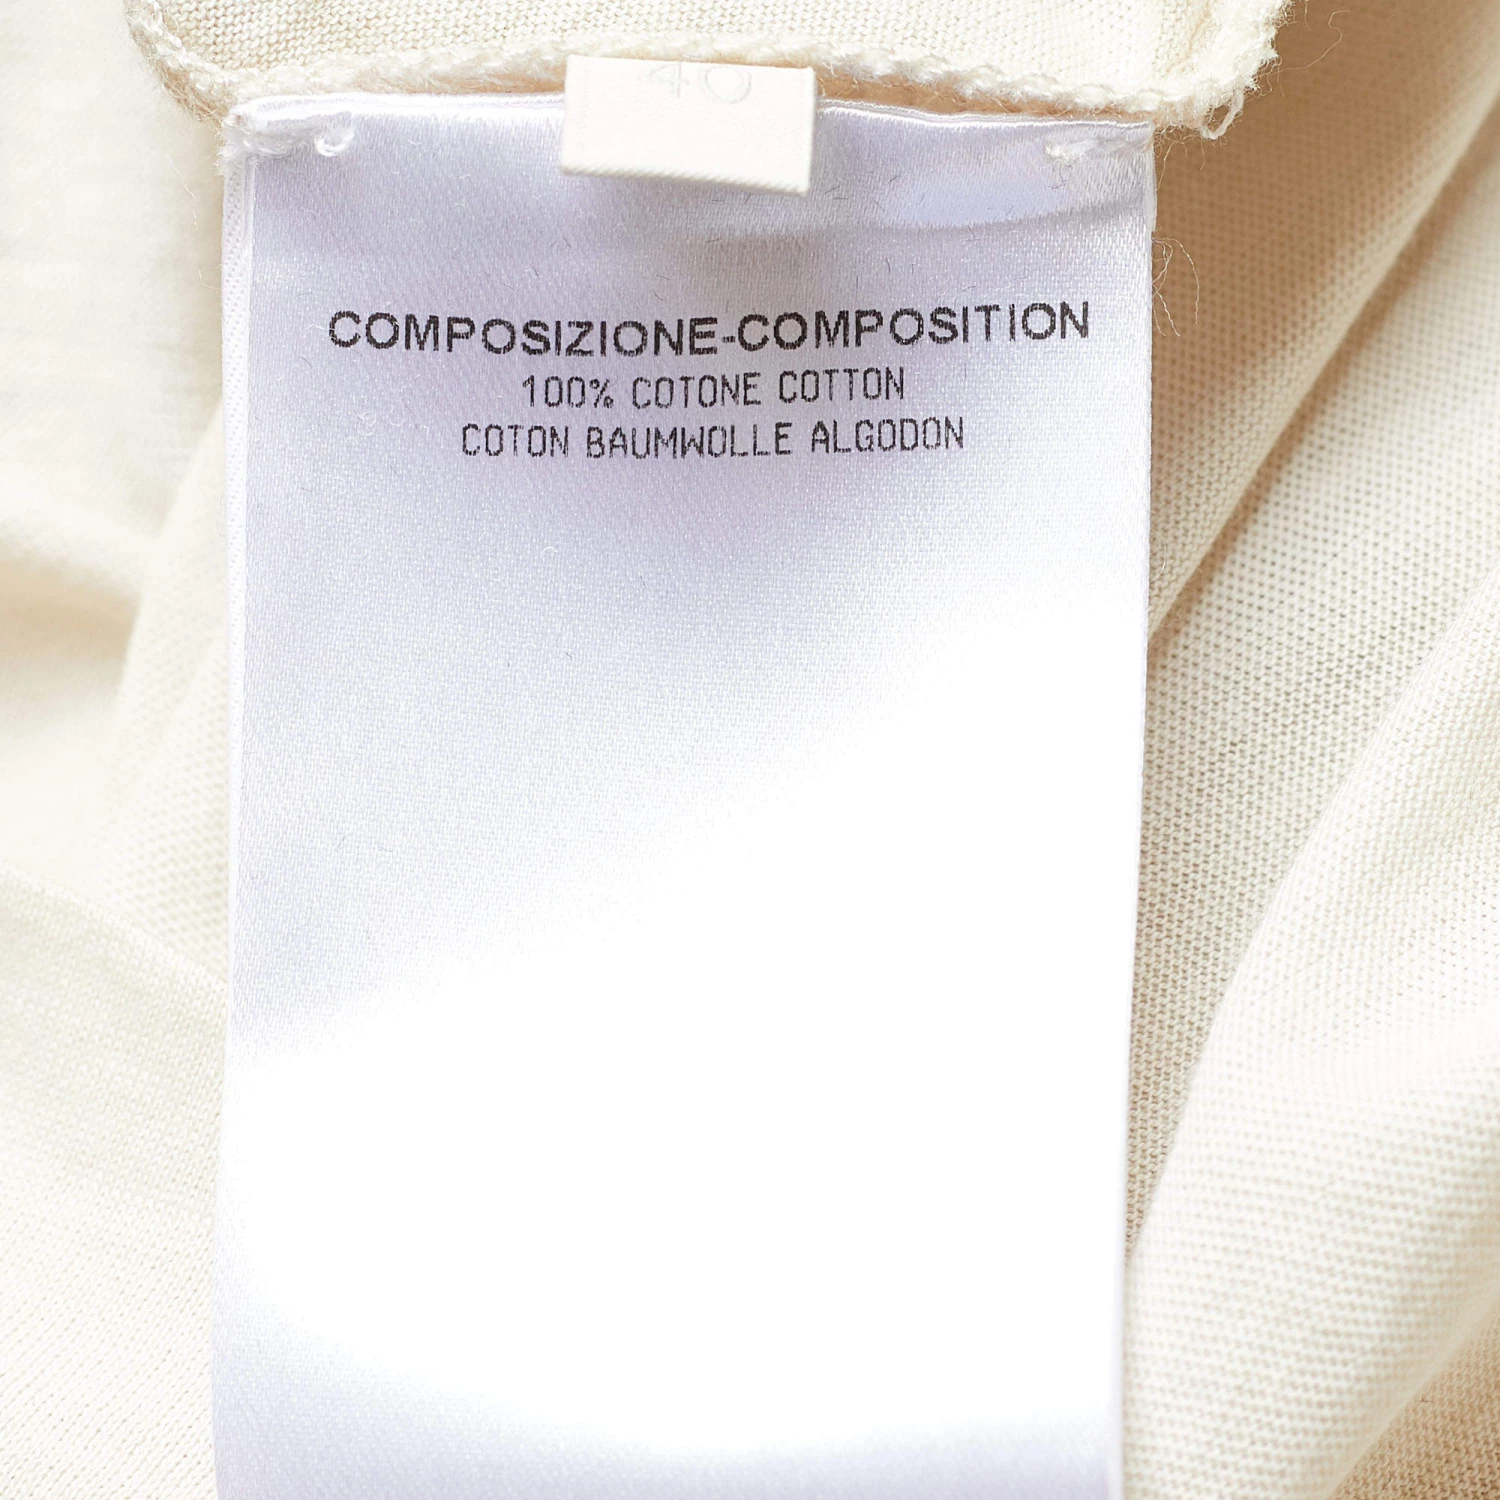 40
COMPOSIZIONE-COMPOSITION
100% COTONE COTTON
COTON BAUMWOLLE ALGODON